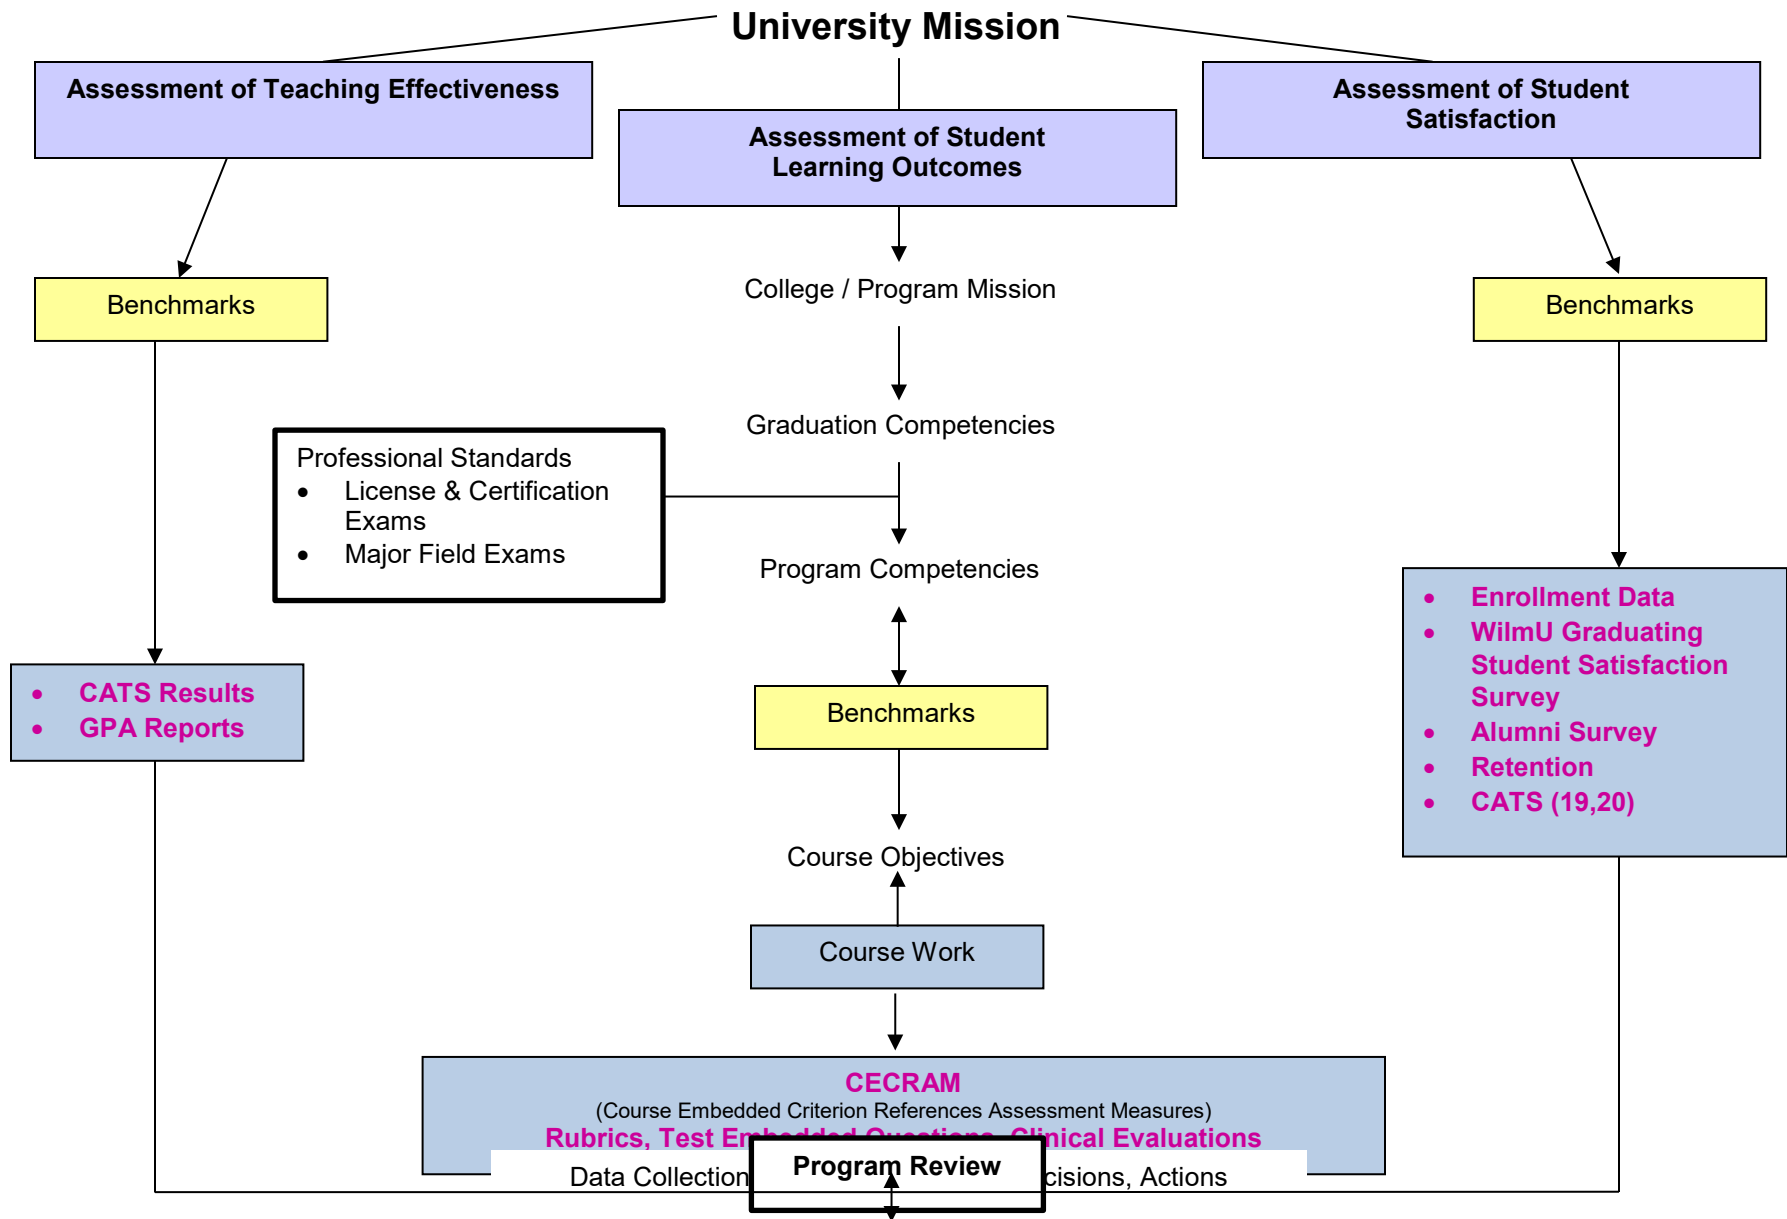 University Mission
Assessment of Teaching Effectiveness
Assessment of Student
Learning Outcomes
Assessment of Student
Satisfaction
Benchmarks
College / Program Mission
Benchmarks
Graduation Competencies
Professional Standards
• License & Certification
Exams
• Major Field Exams
Program Competencies
• Enrollment Data
• WilmU Graduating
Student Satisfaction
Survey
• Alumni Survey
• Retention
• CATS (19,20)
• CATS Results
• GPA Reports
Benchmarks
Course Objectives
Course Work
CECRAM
(Course Embedded Criterion References Assessment Measures)
Rubrics, Test Embedded Questions, Clinical Evaluations
Program Review
Data Collection cisions, Actions